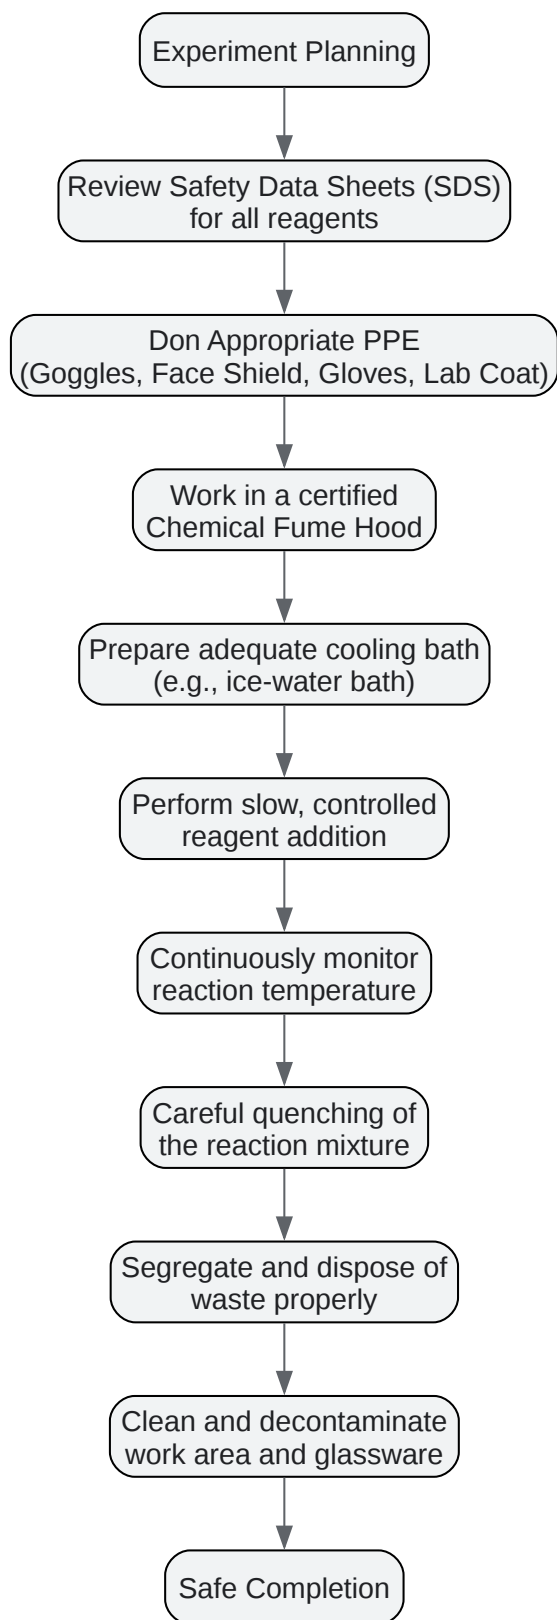 Experiment Planning
Review Safety Data Sheets (SDS)
for all reagents
Don Appropriate PPE
(Goggles, Face Shield, Gloves, Lab Coat)
Work in a certified
Chemical Fume Hood
Prepare adequate cooling bath
(e.g., ice-water bath)
Perform slow, controlled
reagent addition
Continuously monitor
reaction temperature
Careful quenching of
the reaction mixture
Segregate and dispose of
waste properly
Clean and decontaminate
work area and glassware
Safe Completion